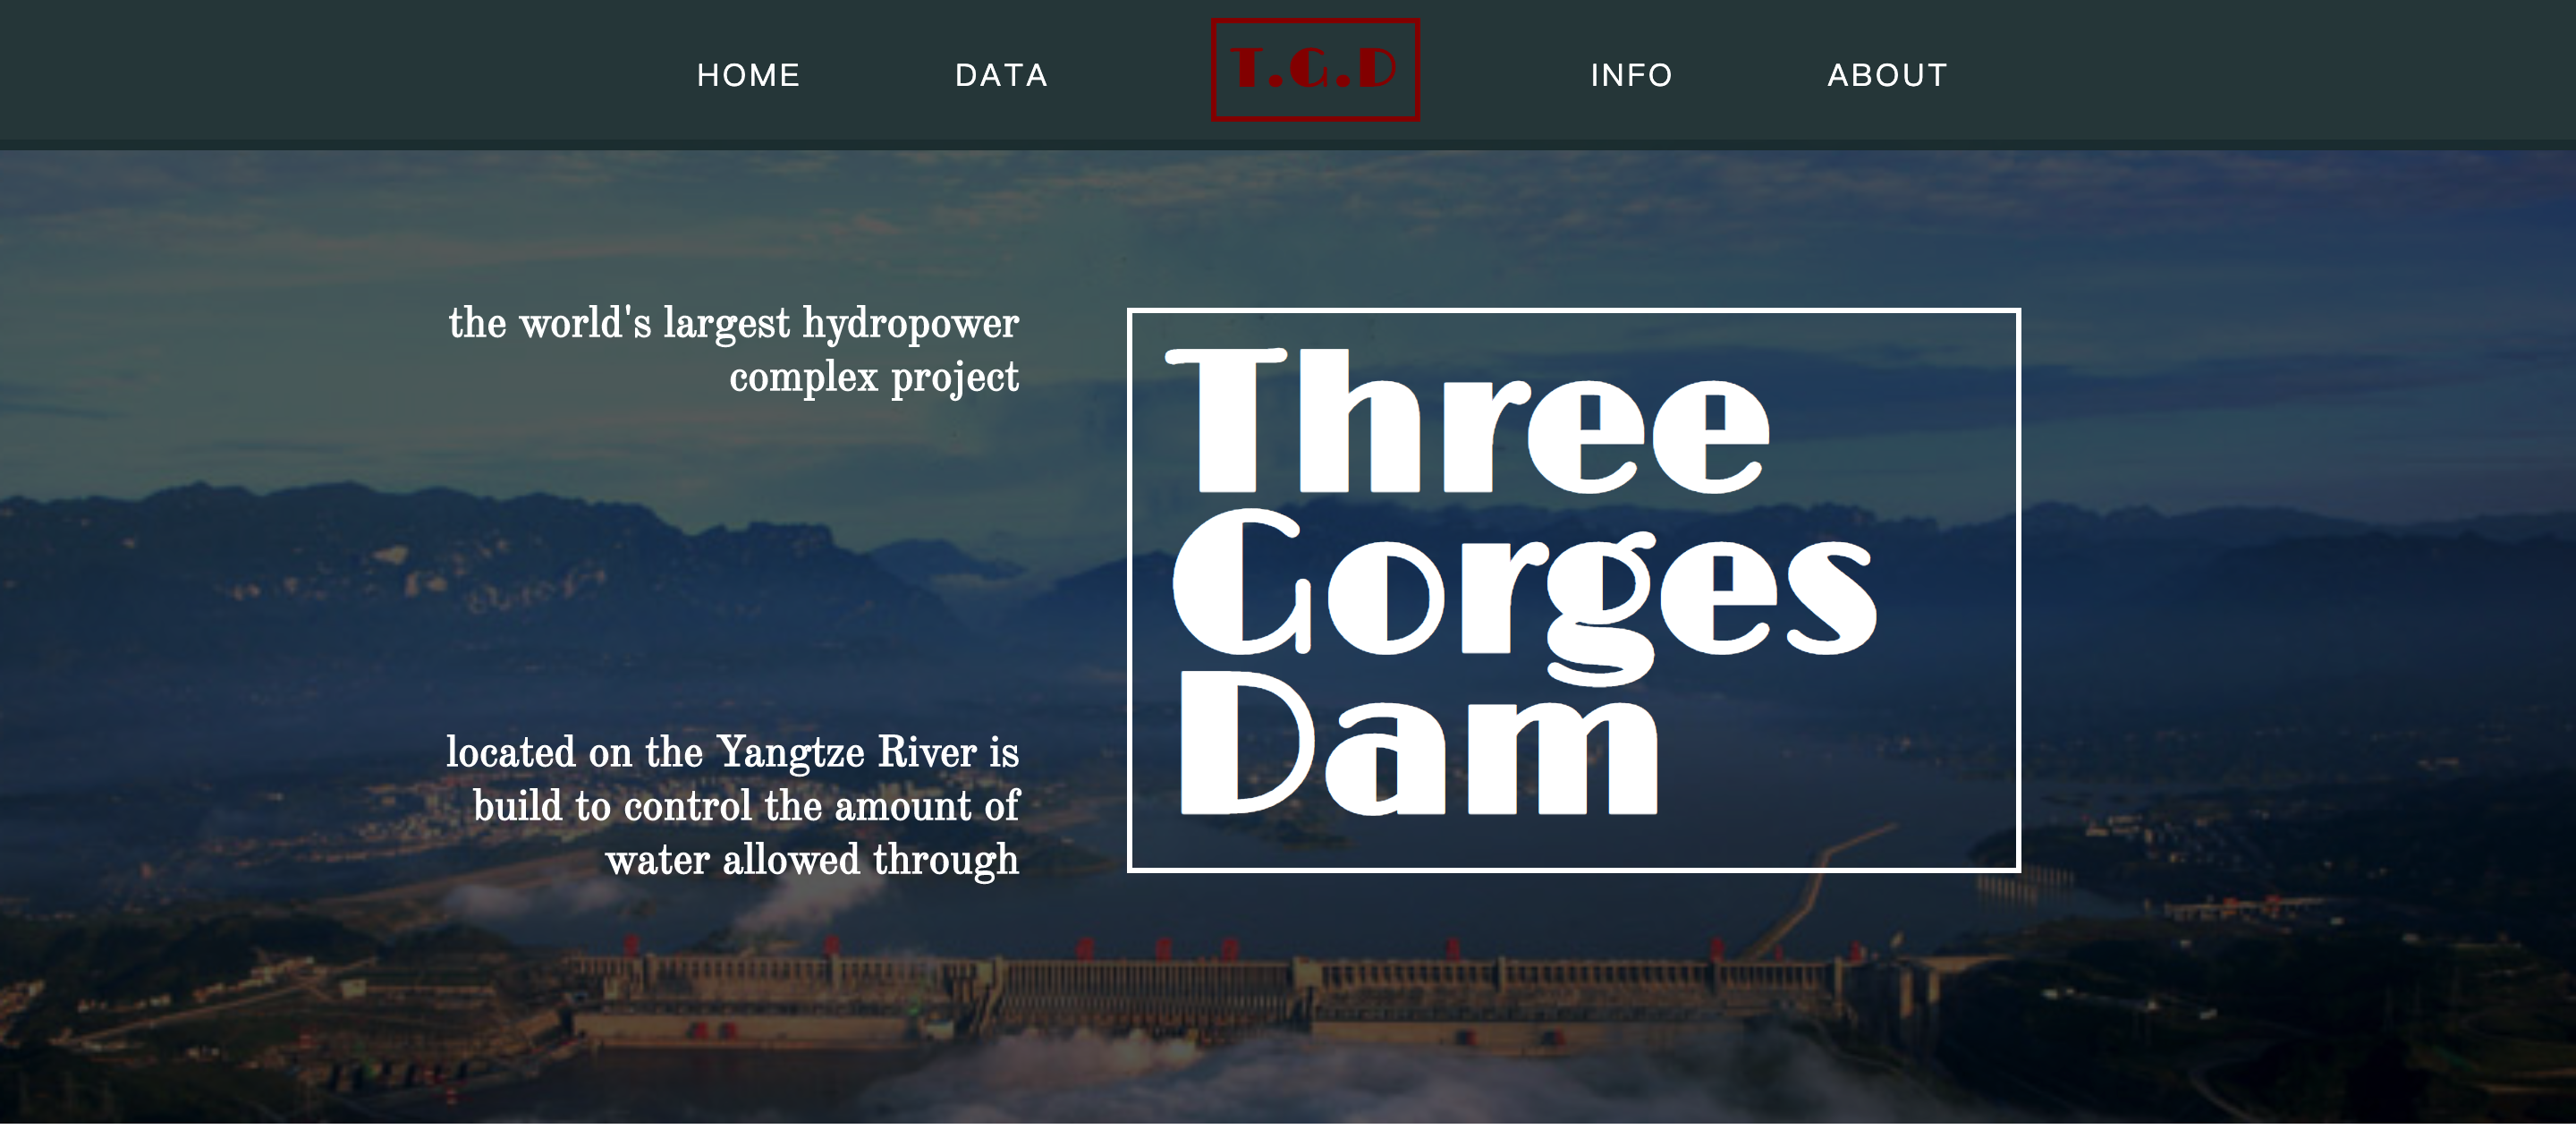 HOME
DATA
T.G.D
INFO
ABOUT
the world's largest hydropower
complex project
located on the Yangtze River is
build to control the amount of
water allowed through
Three
Gorges
Dam